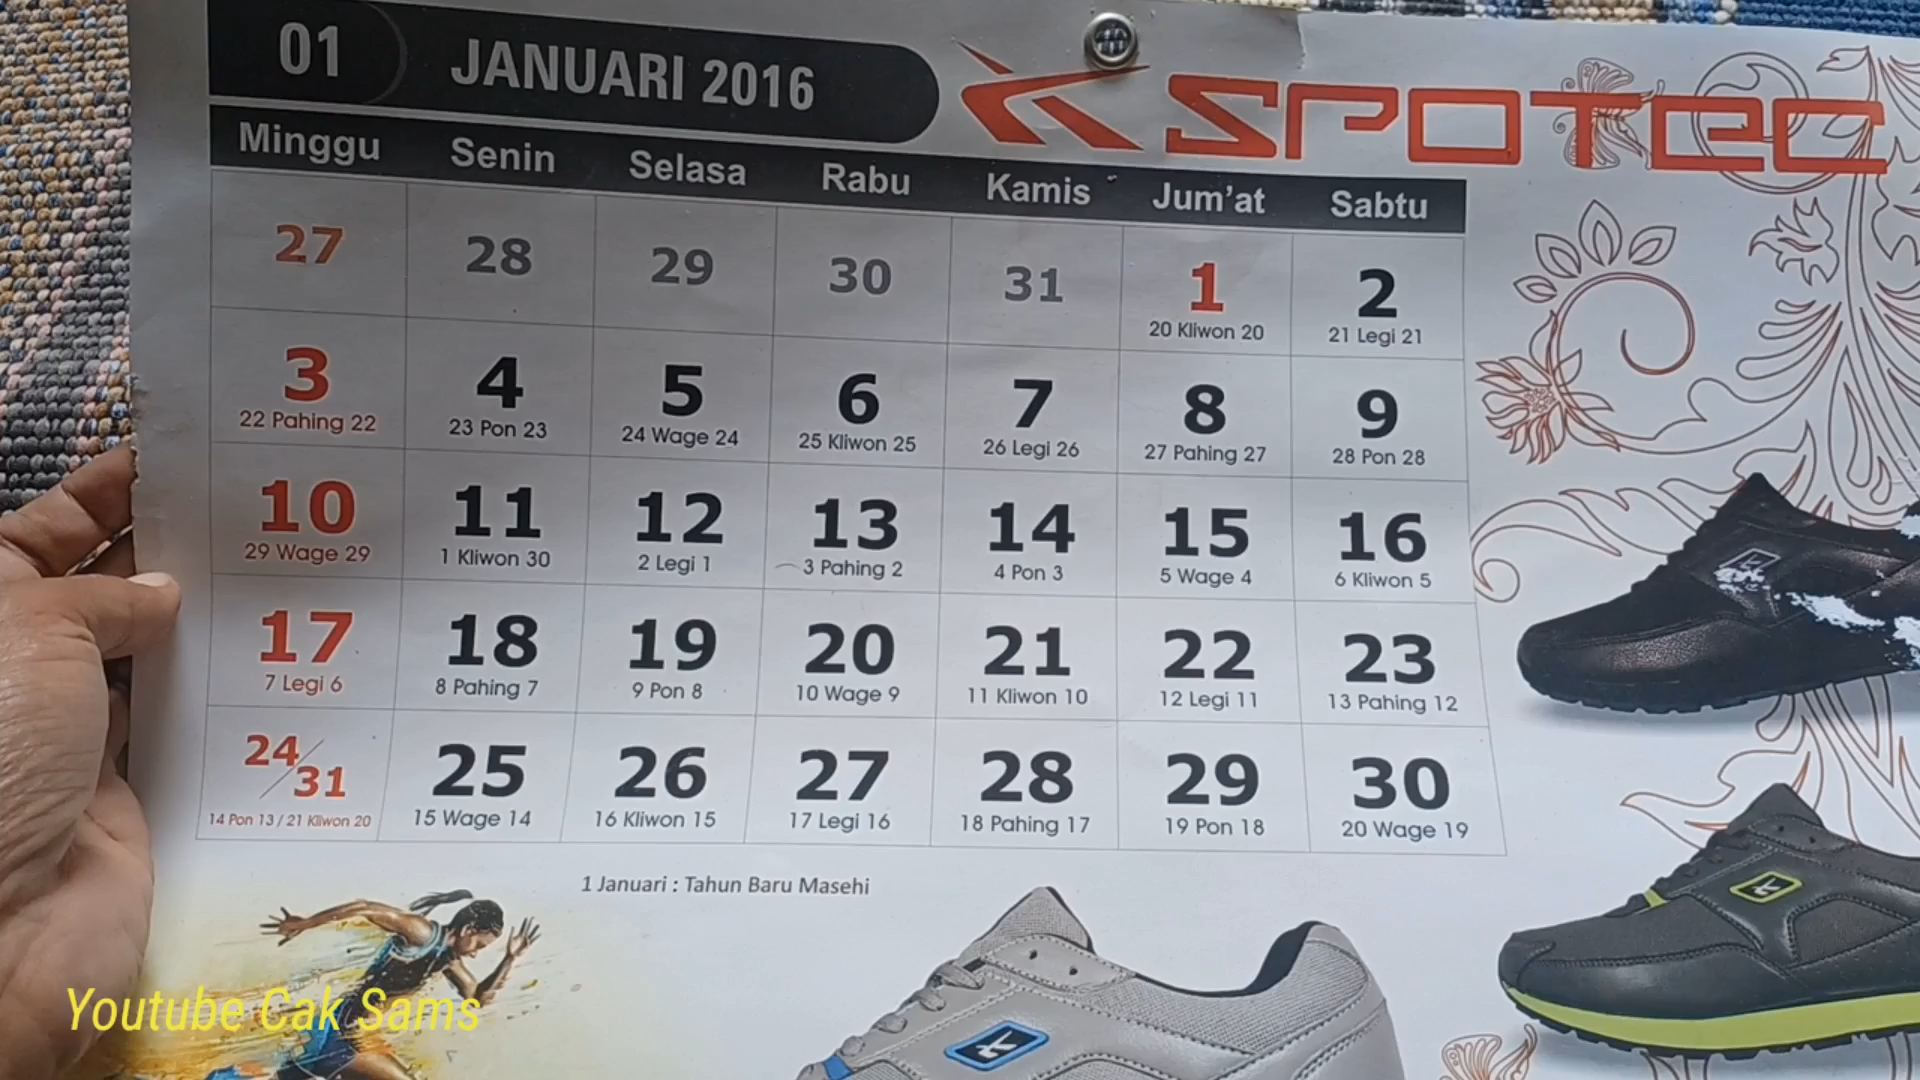 01 JANUARI 2016
SPOTEC
Minggu Senin Selasa Rabu Kamis Jum'at Sabtu
27 28 29 30 31 1 2
20 Kliwon 20 21 Legi 21
3 4 5 6 7 8 9
22 Pahing 22 23 Pon 23 24 Wage 24 25 Kliwon 25 26 Legi 26 27 Pahing 27 28 Pon 28
10 11 12 13 14 15 16
29 Wage 29 1 Kliwon 30 2 Legi 1 3 Pahing 2 4 Pon 3 5 Wage 4 6 Kliwon 5
17 18 19 20 21 22 23
7 Legi 6 8 Pahing 7 9 Pon 8 10 Wage 9 11 Kliwon 10 12 Legi 11 13 Pahing 12
24/31 25 26 27 28 29 30
14 Pon 13 / 21 Kliwon 20 15 Wage 14 16 Kliwon 15 17 Legi 16 18 Pahing 17 19 Pon 18 20 Wage 19
1 Januari : Tahun Baru Masehi
Youtube Cak Sams